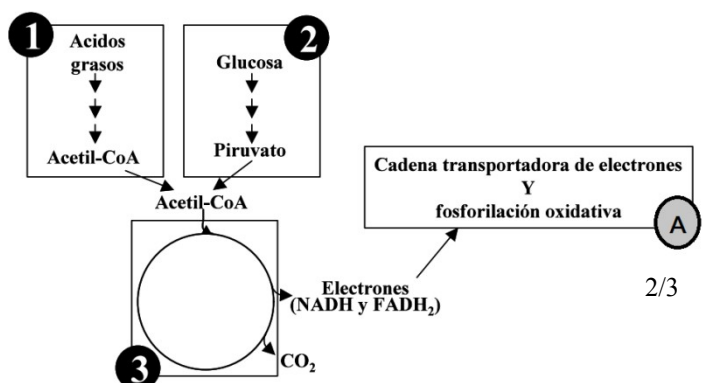 1
Acidos
grasos
Acetil-CoA
2
Glucosa
Piruvato
Acetil-CoA
3
Electrones
(NADH y FADH₂)
CO₂
Cadena transportadora de electrones
Y
fosforilación oxidativa
A
2/3